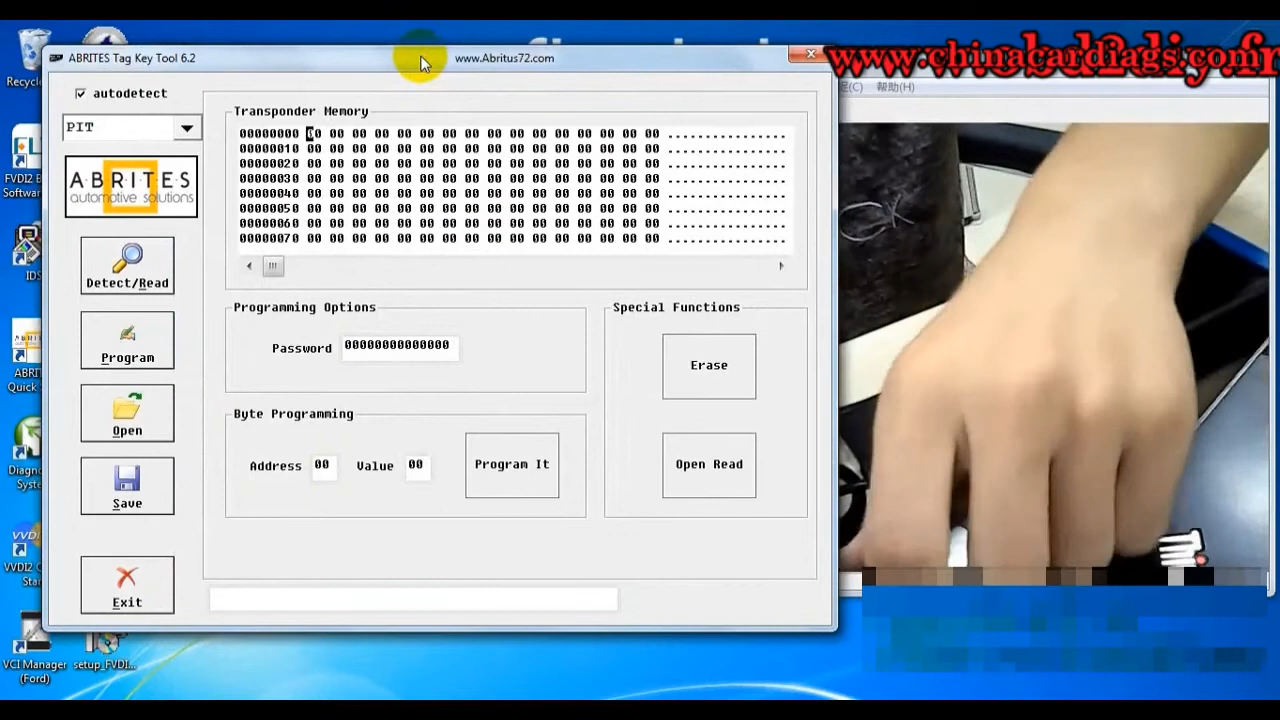 www.chinacardiags.com
ABRITES Tag Key Tool 6.2
www.Abritus72.com
帮助(H)
autodetect
PIT
ABRITES
automotive solutions
Detect/Read
Program
Open
Save
Exit
Transponder Memory
00000000 00 00 00 00 00 00 00 00 00 00 00 00 00 00 00 00 ................
00000010 00 00 00 00 00 00 00 00 00 00 00 00 00 00 00 00 ................
00000020 00 00 00 00 00 00 00 00 00 00 00 00 00 00 00 00 ................
00000030 00 00 00 00 00 00 00 00 00 00 00 00 00 00 00 00 ................
00000040 00 00 00 00 00 00 00 00 00 00 00 00 00 00 00 00 ................
00000050 00 00 00 00 00 00 00 00 00 00 00 00 00 00 00 00 ................
00000060 00 00 00 00 00 00 00 00 00 00 00 00 00 00 00 00 ................
00000070 00 00 00 00 00 00 00 00 00 00 00 00 00 00 00 00 ................
Programming Options
Password 00000000000000
Byte Programming
Address 00 Value 00
Program It
Special Functions
Erase
Open Read
Recycle
FVDI2
Software
IDS
Quick
VVDI2
VCI Manager
(Ford)
setup_FVDI...